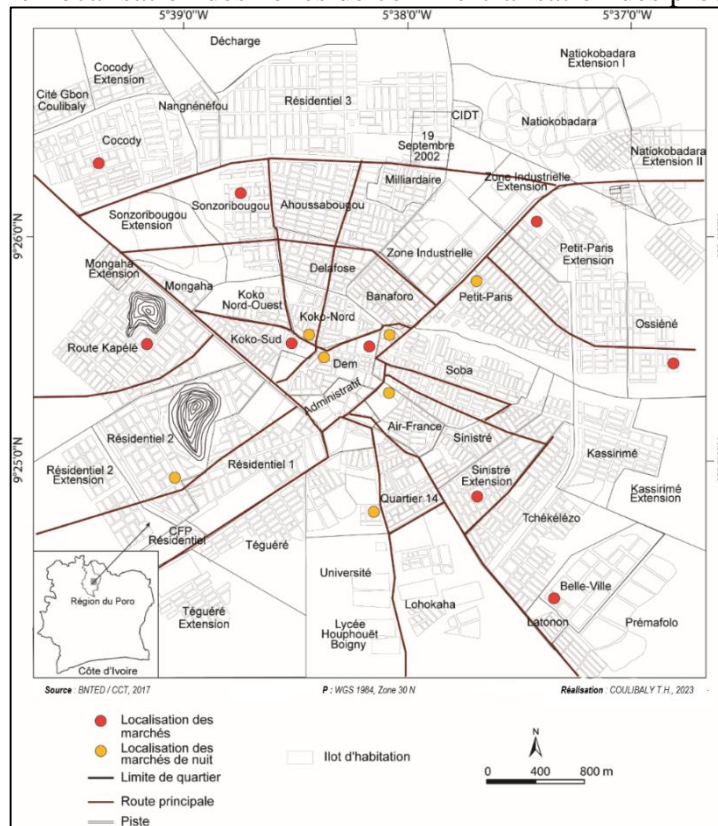 5°39'0"W
5°38'0"W
5°37'0"W
Décharge
Cocody
Extension
Cité Gbon
Coulibaly
Nangnénéfou
Résidentiel 3
Natiokobadara
Extension I
CIDT
Natiokobadara
Cocody
19
Septembre
2002
Natiokobadara
Extension II
Milliardaire
Zone Industrielle
Extension
Sonzoribougou
Ahoussabougou
Sonzoribougou
Extension
9°26'0"N
Zone Industrielle
Petit-Paris
Extension
Mongaha
Extension
Mongaha
Delafose
Koko
Nord-Ouest
Koko-Nord
Banaforo
Petit-Paris
Ossiéné
Route Kapélé
Koko-Sud
Dem
Soba
Administratif
Air-France
Sinistré
Résidentiel 2
Kassirimé
9°25'0"N
Résidentiel 2
Extension
Résidentiel 1
Sinistré
Extension
Kassirimé
Extension
Quartier 14
Tchékélézo
CFP
Résidentiel
Téguéré
Université
Belle-Ville
Région du Poro
Téguéré
Extension
Lohokaha
Latonon
Prémafolo
Lycée
Houphouët
Boigny
Côte d'Ivoire
Source : BNTED / CCT, 2017
P : WGS 1984, Zone 30 N
Réalisation : COULIBALY T.H., 2023
Localisation des
marchés
Localisation des
marchés de nuit
Ilot d'habitation
Limite de quartier
Route principale
Piste
N
0 400 800 m